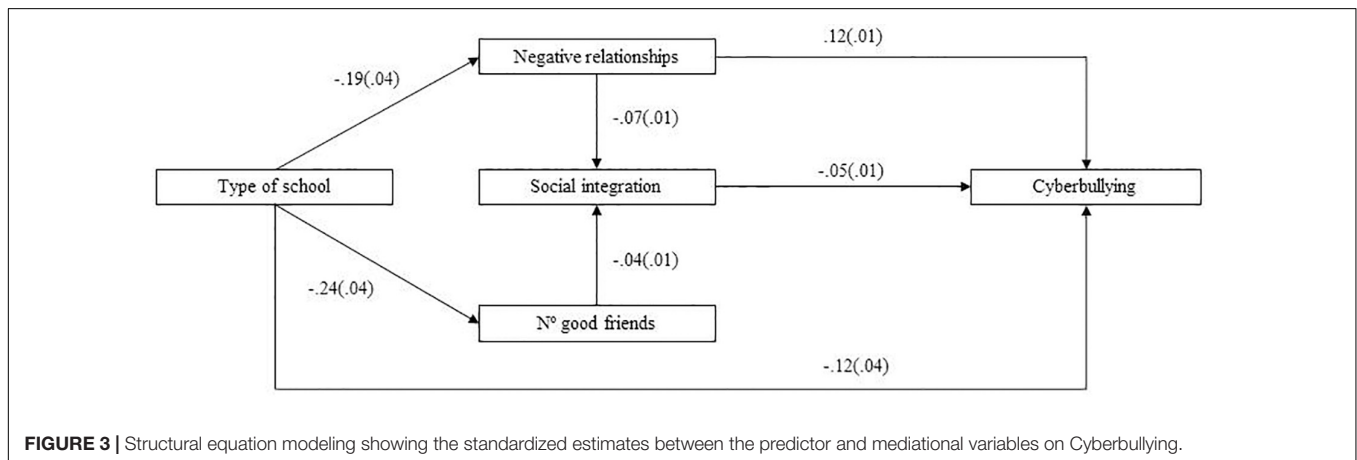 Negative relationships
.12(.01)
-.19(.04)
-.07(.01)
Type of school
Social integration
-.05(.01)
Cyberbullying
-.04(.01)
-.24(.04)
Nº good friends
-.12(.04)
FIGURE 3 | Structural equation modeling showing the standardized estimates between the predictor and mediational variables on Cyberbullying.